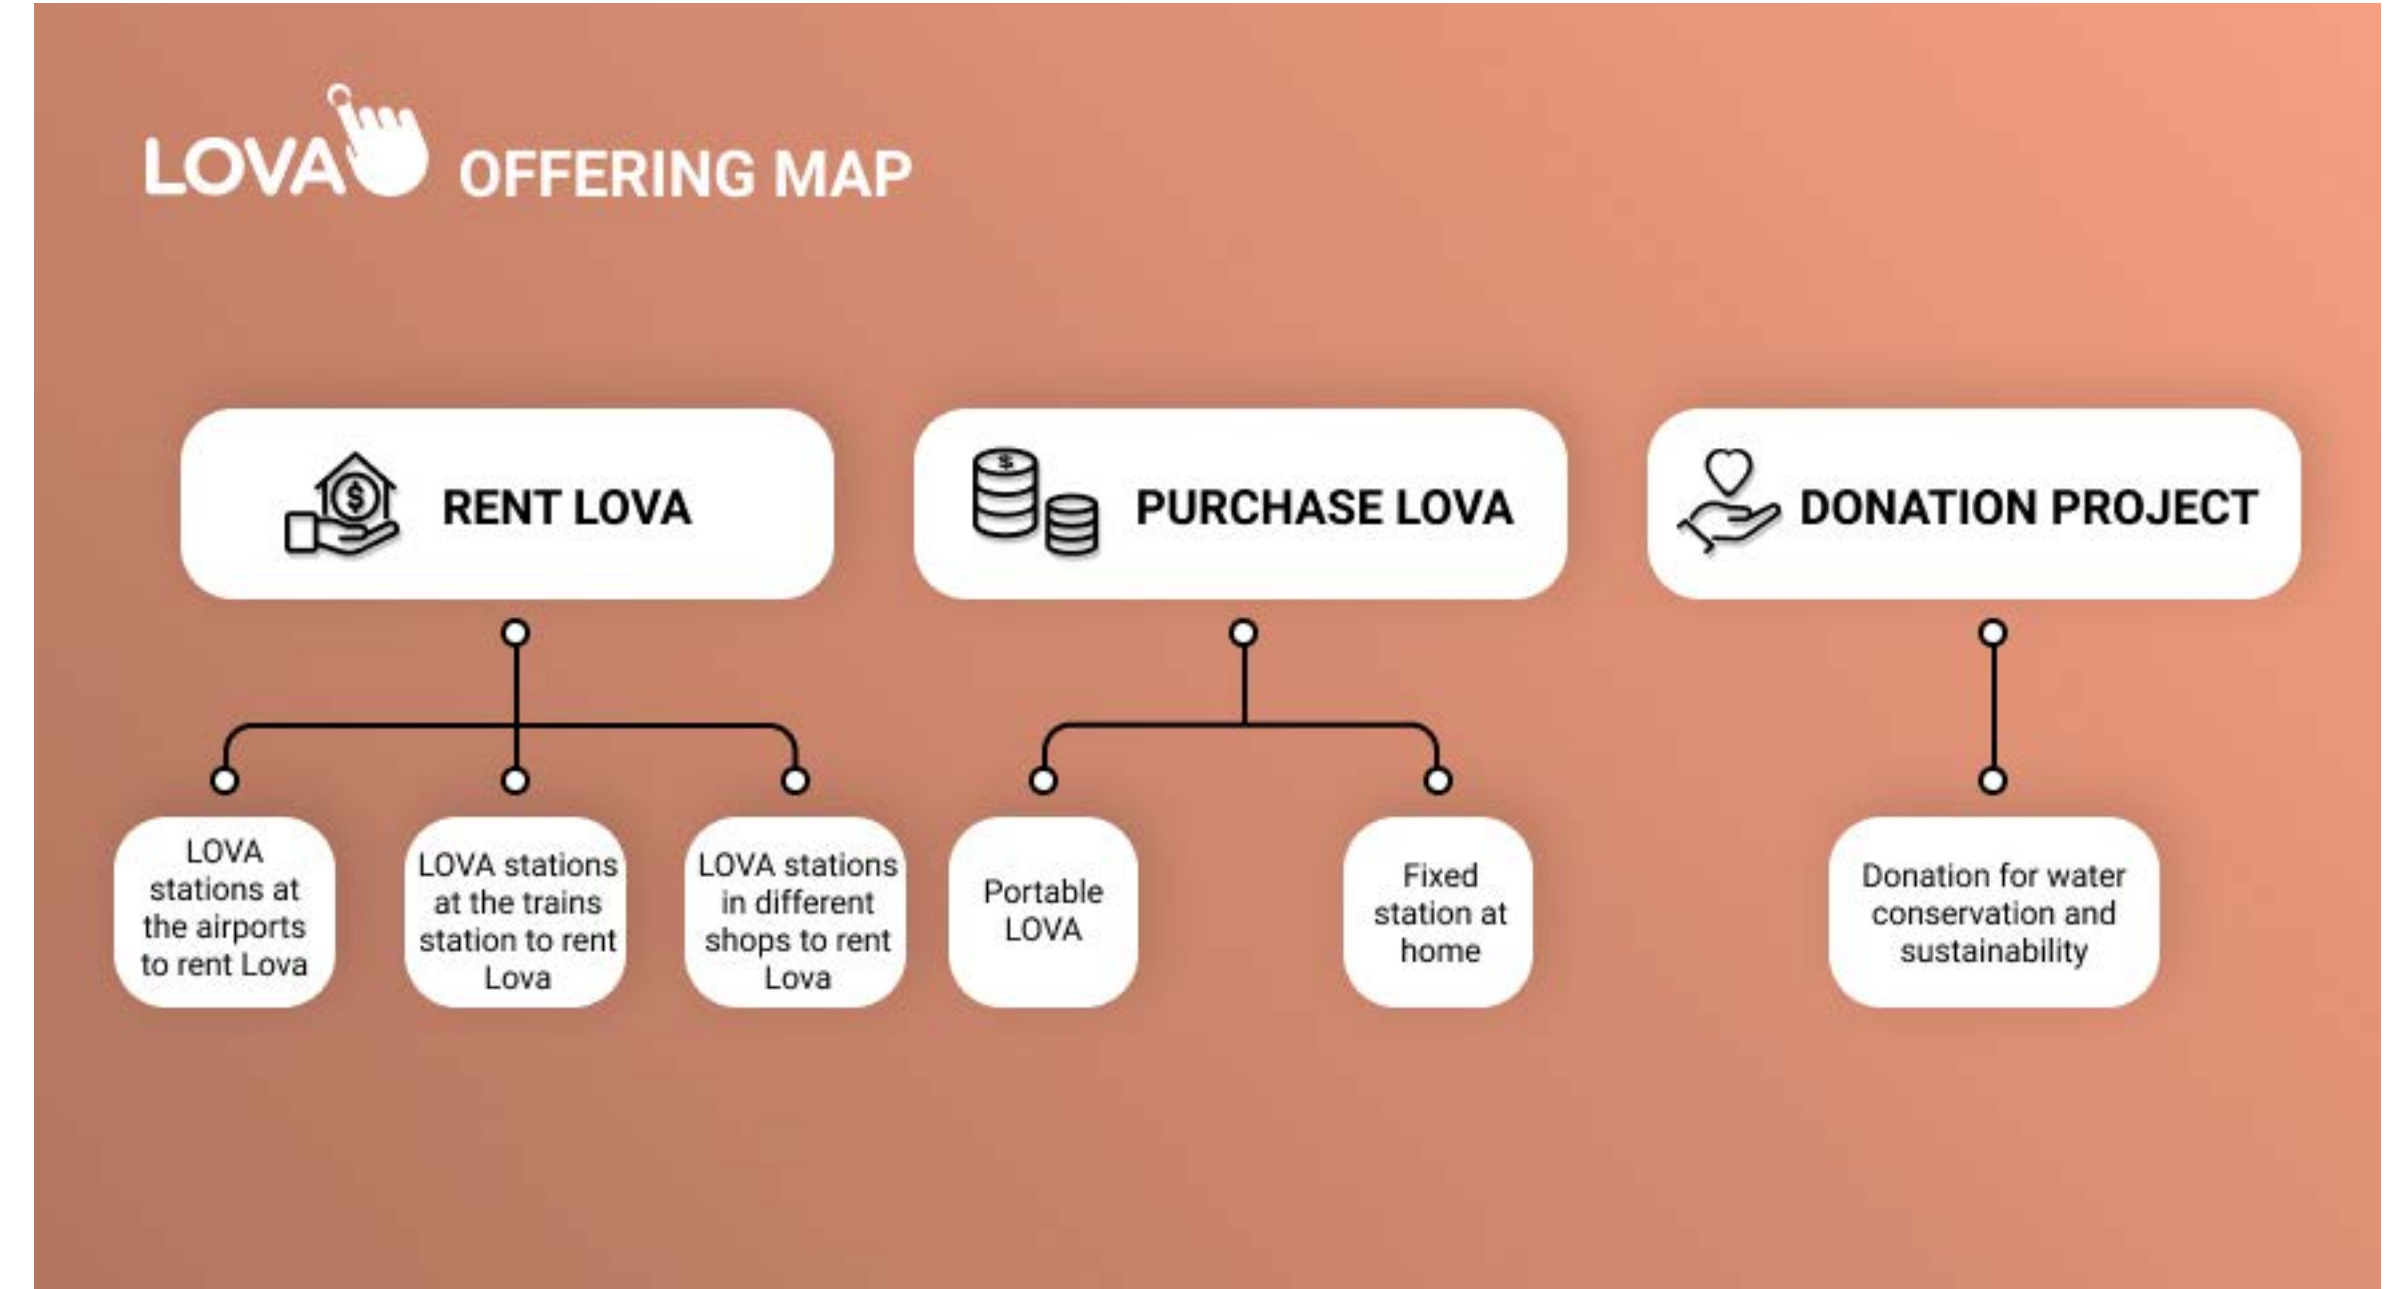 LOVA OFFERING MAP
RENT LOVA
PURCHASE LOVA
DONATION PROJECT
LOVA
stations at
the airports
to rent Lova
LOVA stations
at the trains
station to rent
Lova
LOVA stations
in different
shops to rent
Lova
Portable
LOVA
Fixed
station at
home
Donation for water
conservation and
sustainability